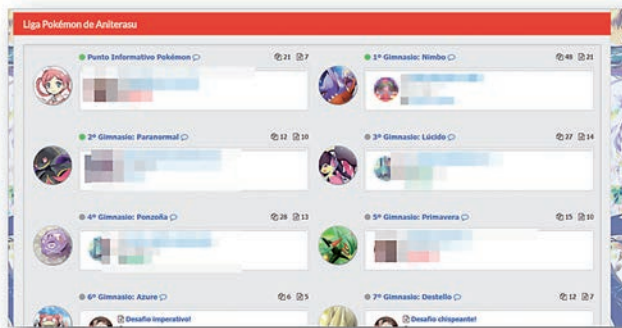 Liga Pokémon de Aniterasu
Punto Informativo Pokémon 21 7
1º Gimnasio: Nimbo 48 21
2º Gimnasio: Paranormal 12 10
3º Gimnasio: Lúcido 27 14
4º Gimnasio: Ponzoña 28 13
5º Gimnasio: Primavera 15 10
6º Gimnasio: Azure 6 5
7º Gimnasio: Destello 12 7
Desafío imperativo!
Desafío chispeante!